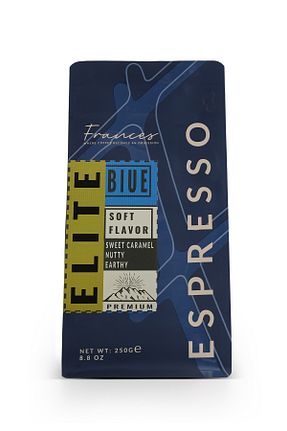 Frances
BLUE
ELITE
SOFT
FLAVOR
SWEET CARAMEL
NUTTY
EARTHY
PREMIUM
ESPRESSO
NET WT: 250G℮
8.8 OZ